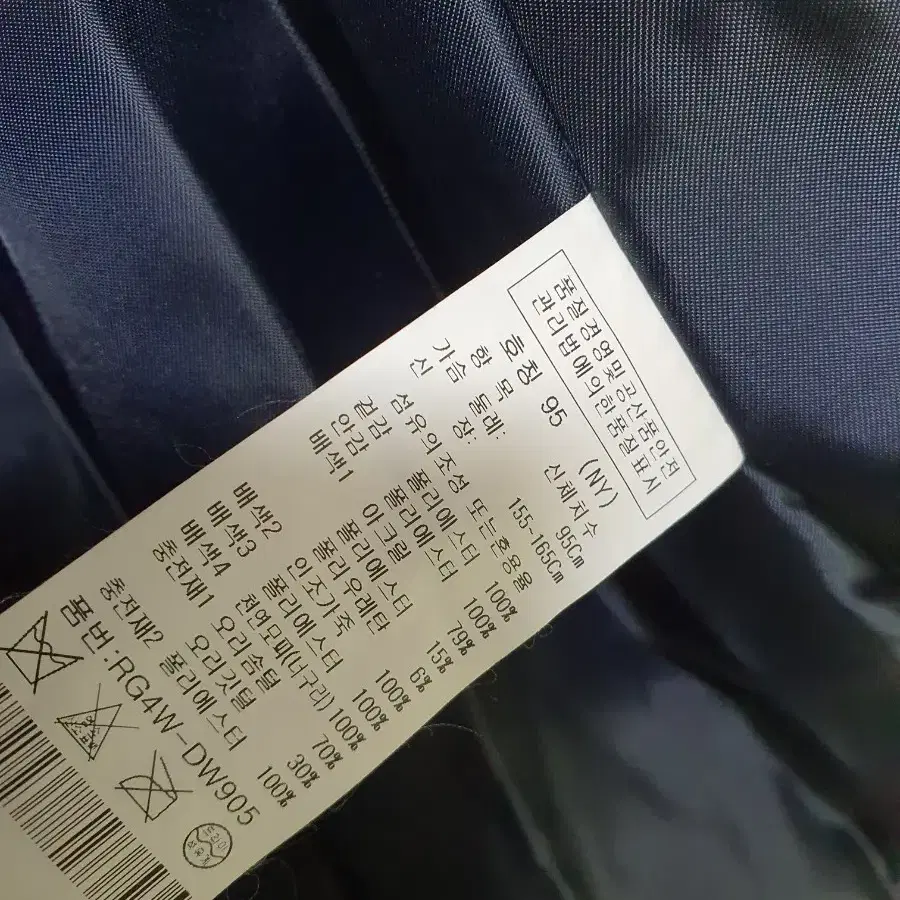 품질경영및공산품안전
관리법에의한품질표시
호칭 95 (NY)
항 목 신체치수
가슴 둘레: 95Cm
신 장: 155-165Cm
섬유의조성 또는혼용율
겉감 폴리에스터 100%
안감 폴리에스터 100%
배색1 아크릴 79%
폴리에스터 15%
폴리우레탄 6%
배색2 인조가죽 100%
배색3 폴리에스터 100%
배색4 천연모피(너구리) 100%
충전재1 오리솜털 70%
오리깃털 30%
충전재2 폴리에스터 100%
품번:RG4W-DW905